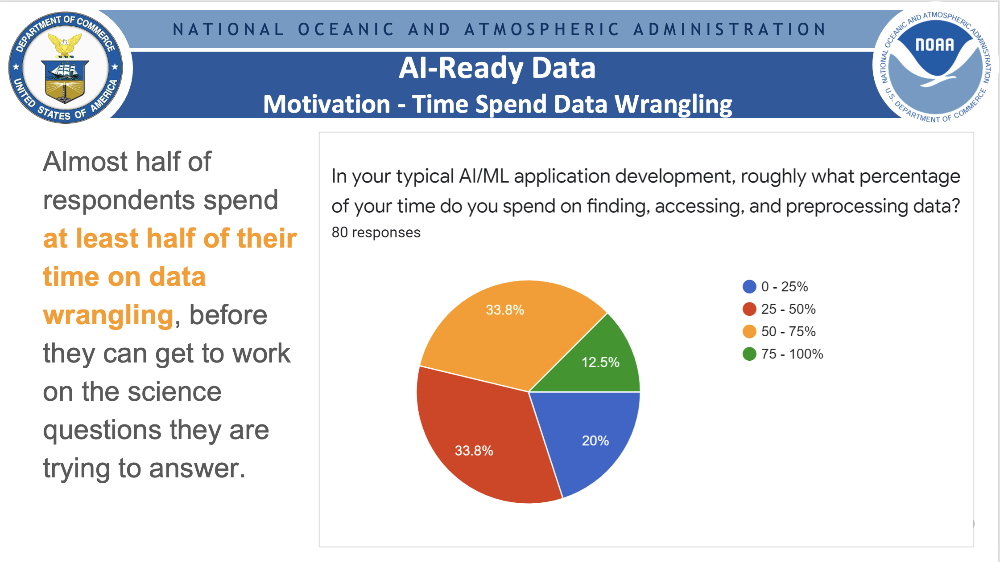 DEPARTMENT OF COMMERCE
UNITED STATES OF AMERICA
NATIONAL OCEANIC AND ATMOSPHERIC ADMINISTRATION
NATIONAL OCEANIC AND ATMOSPHERIC ADMINISTRATION
U.S. DEPARTMENT OF COMMERCE
NOAA
AI-Ready Data
Motivation - Time Spend Data Wrangling
Almost half of
respondents spend
at least half of their
time on data
wrangling, before
they can get to work
on the science
questions they are
trying to answer.
In your typical AI/ML application development, roughly what percentage
of your time do you spend on finding, accessing, and preprocessing data?
80 responses
33.8%
12.5%
33.8%
20%
0 - 25%
25 - 50%
50 - 75%
75 - 100%